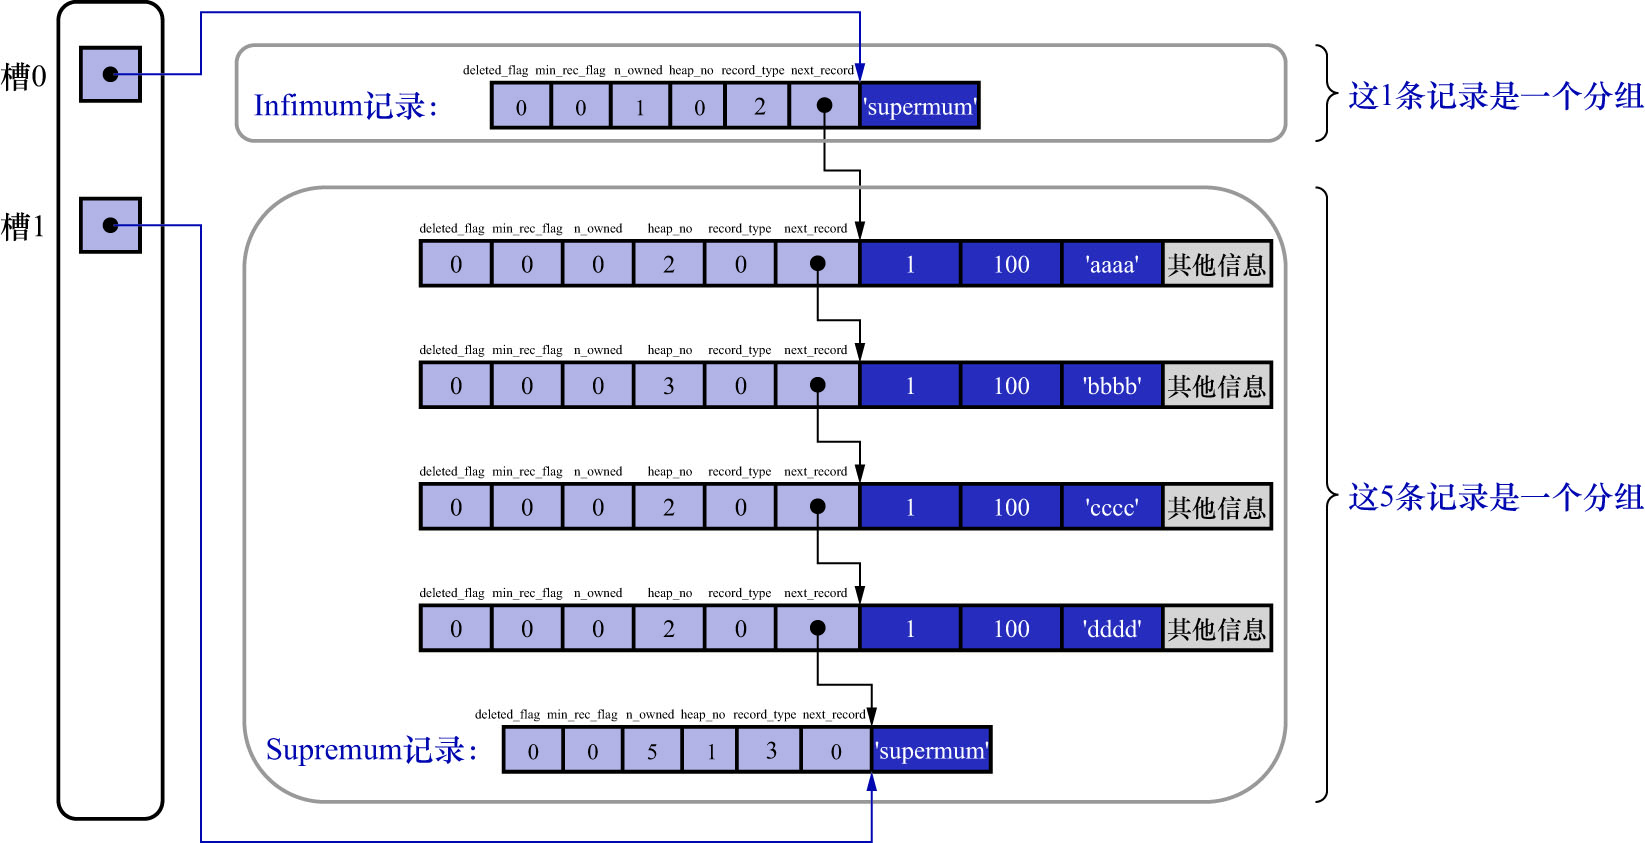 槽0
deleted_flag min_rec_flag n_owned heap_no record_type next_record
Infimum记录： 0 0 1 0 2 'supermum'
这1条记录是一个分组
槽1
deleted_flag min_rec_flag n_owned heap_no record_type next_record
0 0 0 2 0 1 100 'aaaa' 其他信息
deleted_flag min_rec_flag n_owned heap_no record_type next_record
0 0 0 3 0 1 100 'bbbb' 其他信息
deleted_flag min_rec_flag n_owned heap_no record_type next_record
0 0 0 2 0 1 100 'cccc' 其他信息
这5条记录是一个分组
deleted_flag min_rec_flag n_owned heap_no record_type next_record
0 0 0 2 0 1 100 'dddd' 其他信息
deleted_flag min_rec_flag n_owned heap_no record_type next_record
Supremum记录： 0 0 5 1 3 0 'supermum'